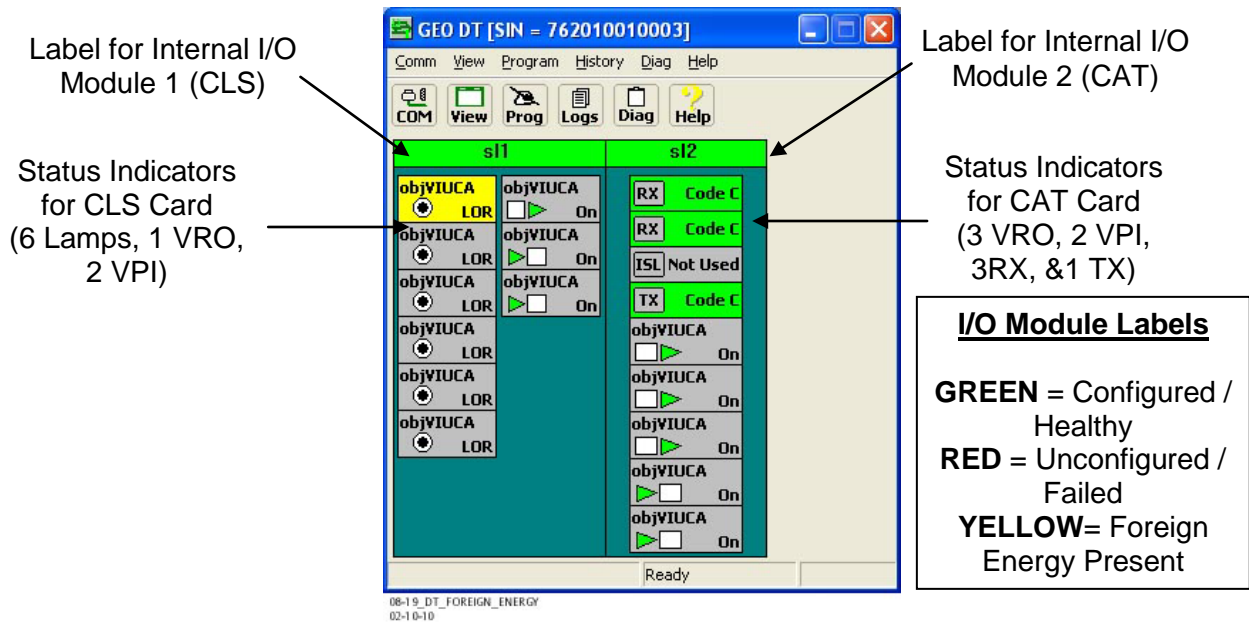 Label for Internal I/O
Module 1 (CLS)
Status Indicators
for CLS Card
(6 Lamps, 1 VRO,
2 VPI)
GEO DT [SIN = 762010010003]
Comm View Program History Diag Help
COM View Prog Logs Diag Help
sl1 sl2
objVIUCA
LOR
objVIUCA
LOR
objVIUCA
LOR
objVIUCA
LOR
objVIUCA
LOR
objVIUCA
LOR
objVIUCA
On
objVIUCA
On
objVIUCA
On
RX Code C
RX Code C
ISL Not Used
TX Code C
objVIUCA
On
objVIUCA
On
objVIUCA
On
objVIUCA
On
objVIUCA
On
Ready
Label for Internal I/O
Module 2 (CAT)
Status Indicators
for CAT Card
(3 VRO, 2 VPI,
3RX, &1 TX)
I/O Module Labels
GREEN = Configured /
Healthy
RED = Unconfigured /
Failed
YELLOW= Foreign
Energy Present
08-19_DT_FOREIGN_ENERGY
02-10-10